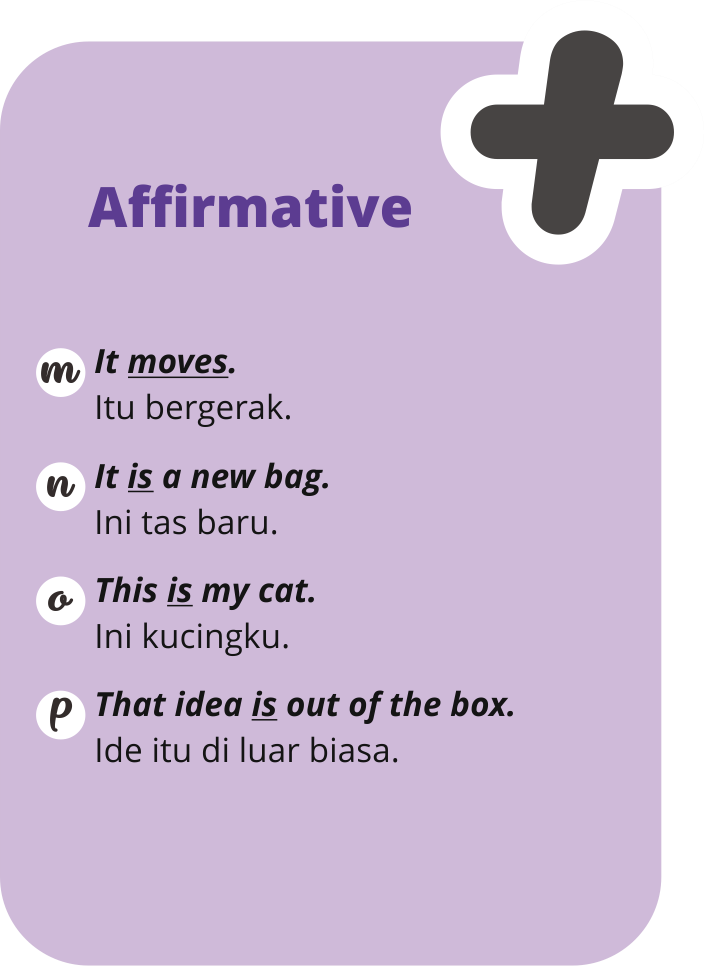 Affirmative
m It moves.
Itu bergerak.
n It is a new bag.
Ini tas baru.
o This is my cat.
Ini kucingku.
p That idea is out of the box.
Ide itu di luar biasa.